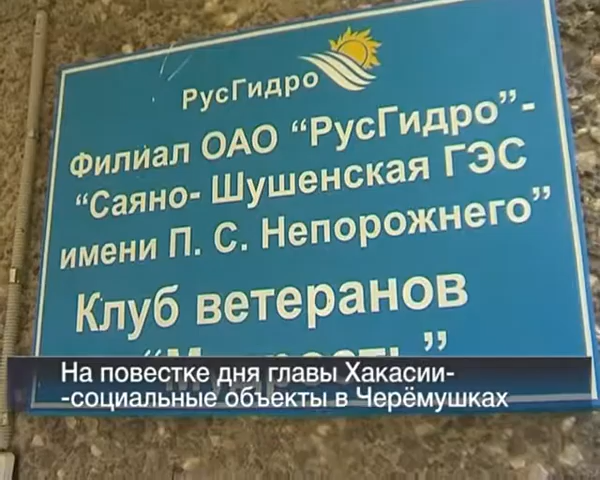 РусГидро
Филиал ОАО "РусГидро"-
"Саяно- Шушенская ГЭС
имени П. С. Непорожнего"
Клуб ветеранов
На повестке дня главы Хакасии-
-социальные объекты в Черёмушках